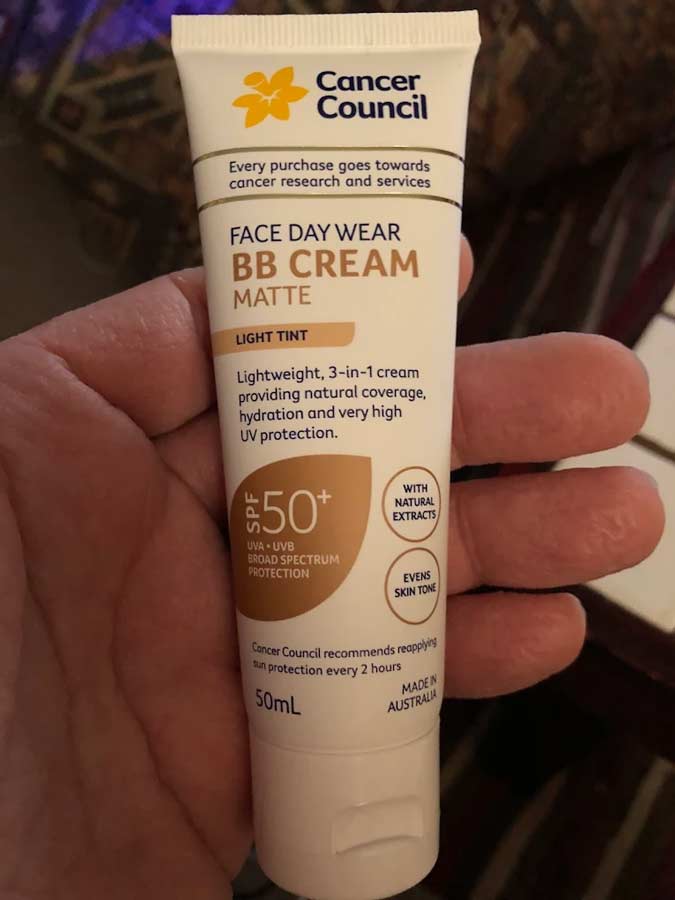 Cancer
Council
Every purchase goes towards
cancer research and services
FACE DAY WEAR
BB CREAM
MATTE
LIGHT TINT
Lightweight, 3-in-1 cream
providing natural coverage,
hydration and very high
UV protection.
SPF 50+
UVA • UVB
BROAD SPECTRUM
PROTECTION
WITH
NATURAL
EXTRACTS
EVENS
SKIN TONE
Cancer Council recommends reapplying
sun protection every 2 hours
50mL
MADE IN
AUSTRALIA